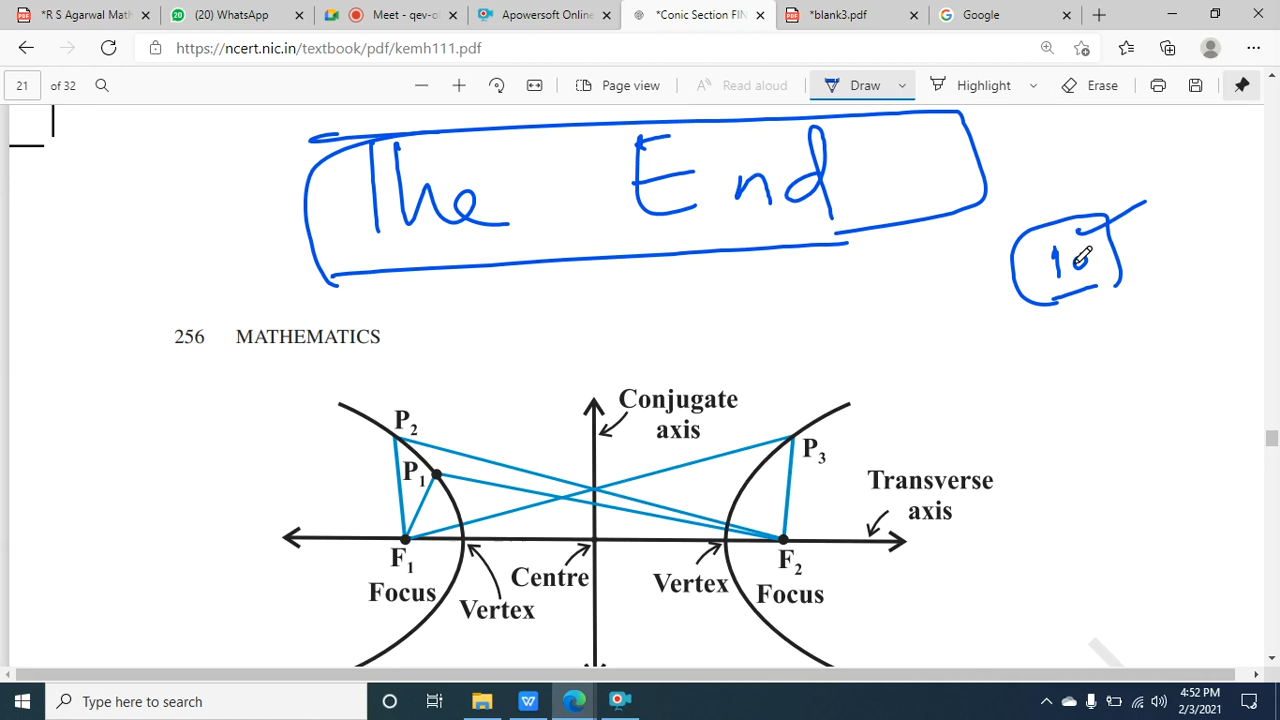 *R S Agarwal Mat
(20) WhatsApp
Meet - qev-ol
Apowersoft Online
*Conic Section FIN
*blank3.pdf
Google
https://ncert.nic.in/textbook/pdf/kemh111.pdf
21 of 32
Page view
Read aloud
Draw
Highlight
Erase
The End
10
256 MATHEMATICS
Conjugate
axis
P2
P1
P3
Transverse
axis
F1
Focus
Vertex
Centre
Vertex
F2
Focus
Type here to search
4:52 PM
2/3/2021